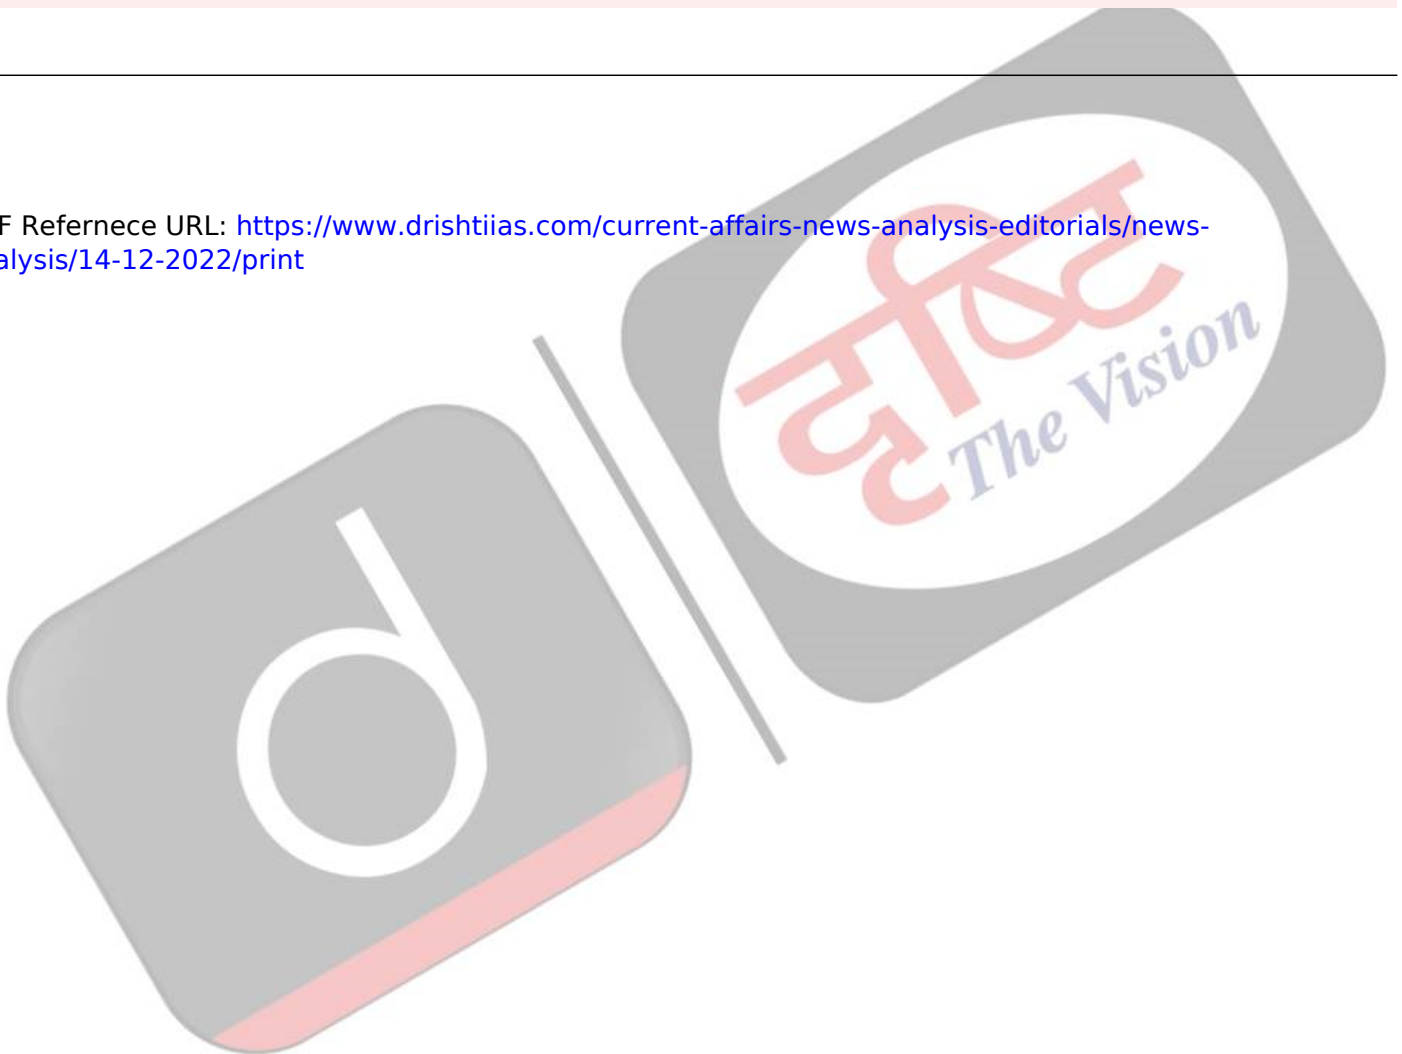 F Refernece URL: https://www.drishtiias.com/current-affairs-news-analysis-editorials/news-
alysis/14-12-2022/print
दृष्टि
The Vision
d